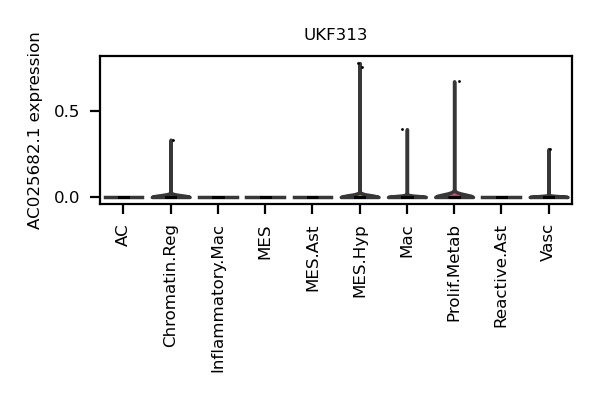 UKF313
AC025682.1 expression
0.5
0.0
AC
Chromatin.Reg
Inflammatory.Mac
MES
MES.Ast
MES.Hyp
Mac
Prolif.Metab
Reactive.Ast
Vasc